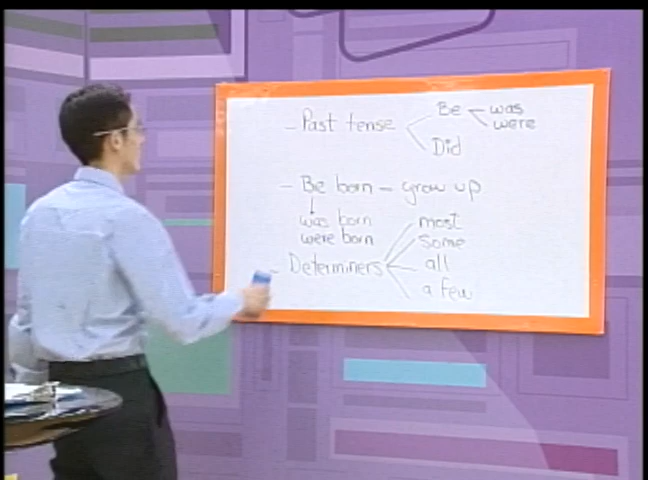 - Past tense Be was
were
Did
- Be born - grow up
was born
were born
- Determiners most
some
all
a few